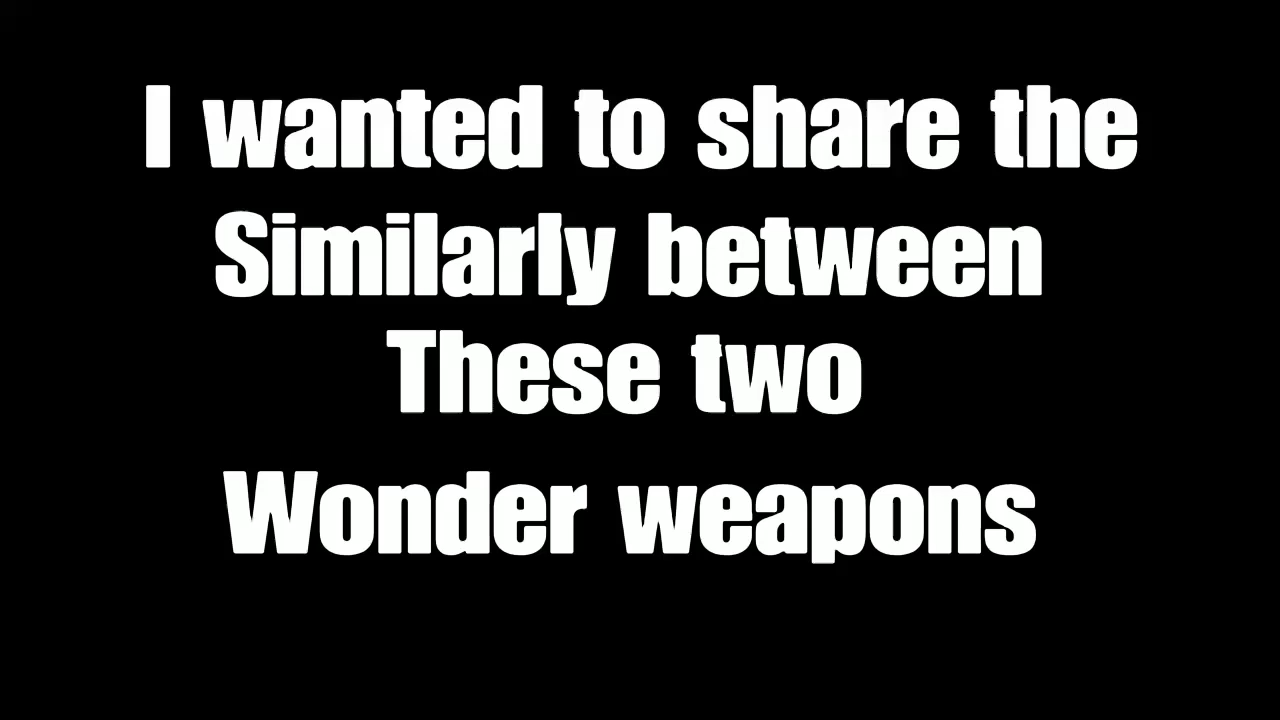 I wanted to share the
Similarly between
These two
Wonder weapons